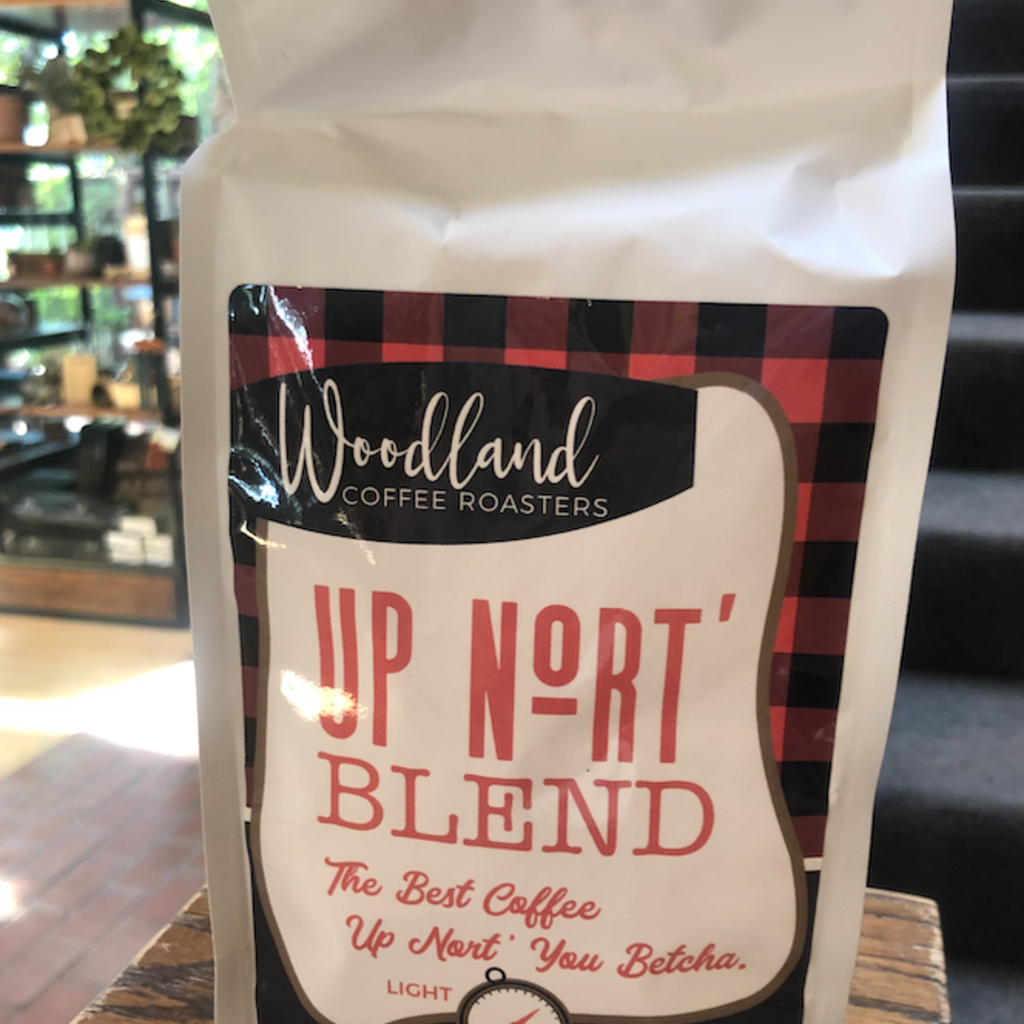 Woodland
COFFEE ROASTERS
UP NORT'
BLEND
The Best Coffee
Up Nort' You Betcha.
LIGHT